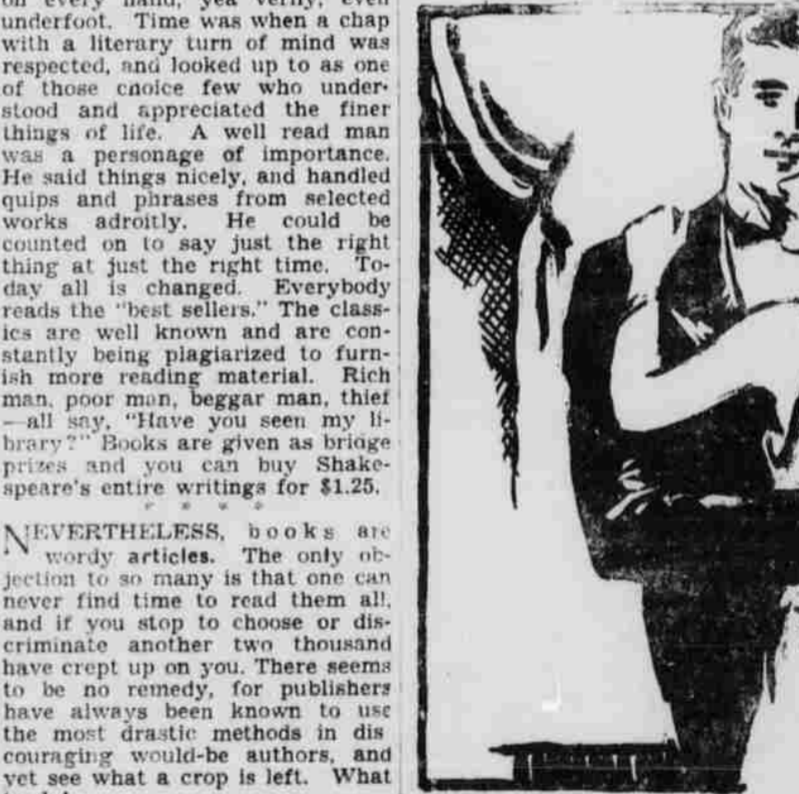 on every hand, yea verily, even
underfoot. Time was when a chap
with a literary turn of mind was
respected, and looked up to as one
of those choice few who under-
stood and appreciated the finer
things of life. A well read man
was a personage of importance.
He said things nicely, and handled
quips and phrases from selected
works adroitly. He could be
counted on to say just the right
thing at just the right time. To-
day all is changed. Everybody
reads the "best sellers." The class-
ics are well known and are con-
stantly being plagiarized to furn-
ish more reading material. Rich
man, poor man, beggar man, thief
—all say, "Have you seen my li-
brary?" Books are given as bridge
prizes and you can buy Shake-
speare's entire writings for $1.25.
* * * *
NEVERTHELESS, books are
wordy articles. The only ob-
jection to so many is that one can
never find time to read them all,
and if you stop to choose or dis-
criminate another two thousand
have crept up on you. There seems
to be no remedy, for publishers
have always been known to use
the most drastic methods in dis
couraging would-be authors, and
yet see what a crop is left. What